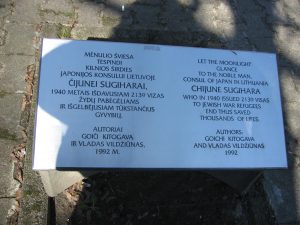 MĖNULIO ŠVIESA
TESPINDI
KILNIOS ŠIRDIES
JAPONIJOS KONSULUI LIETUVOJE
ČIJUNEI SUGIHARAI,
1940 METAIS IŠDAVUSIAM 2139 VIZAS
ŽYDŲ PABĖGĖLIAMS
IR IŠGELBĖJUSIAM TŪKSTANČIUS
GYVYBIŲ.
AUTORIAI
GOIČI KITOGAVA
IR VLADAS VILDŽIŪNAS,
1992 M.
LET THE MOONLIGHT
GLANCE
TO THE NOBLE MAN,
CONSUL OF JAPAN IN LITHUANIA
CHIJUNE SUGIHARA
WHO IN 1940 ISSUED 2139 VIZAS
TO JEWISH WAR REFUGEES
END THUS SAVED
THOUSANDS OF LIFES.
AUTHORS:
GOICHI KITOGAVA
AND VLADAS VILDŽIŪNAS
1992